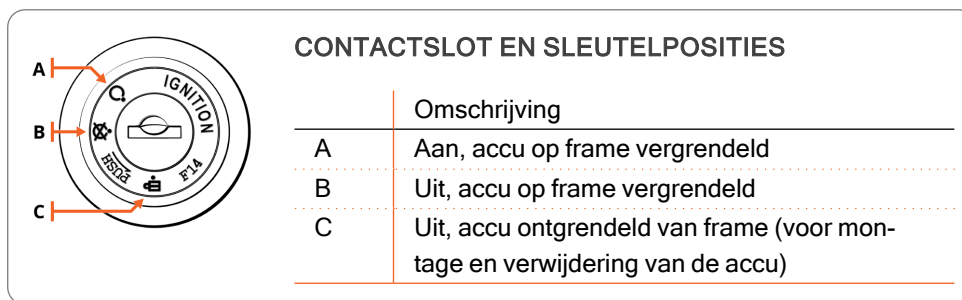 CONTACTSLOT EN SLEUTELPOSITIES
A
B
C
IGNITION
PUSH
F14
Omschrijving
A Aan, accu op frame vergrendeld
B Uit, accu op frame vergrendeld
C Uit, accu ontgrendeld van frame (voor mon-
tage en verwijdering van de accu)